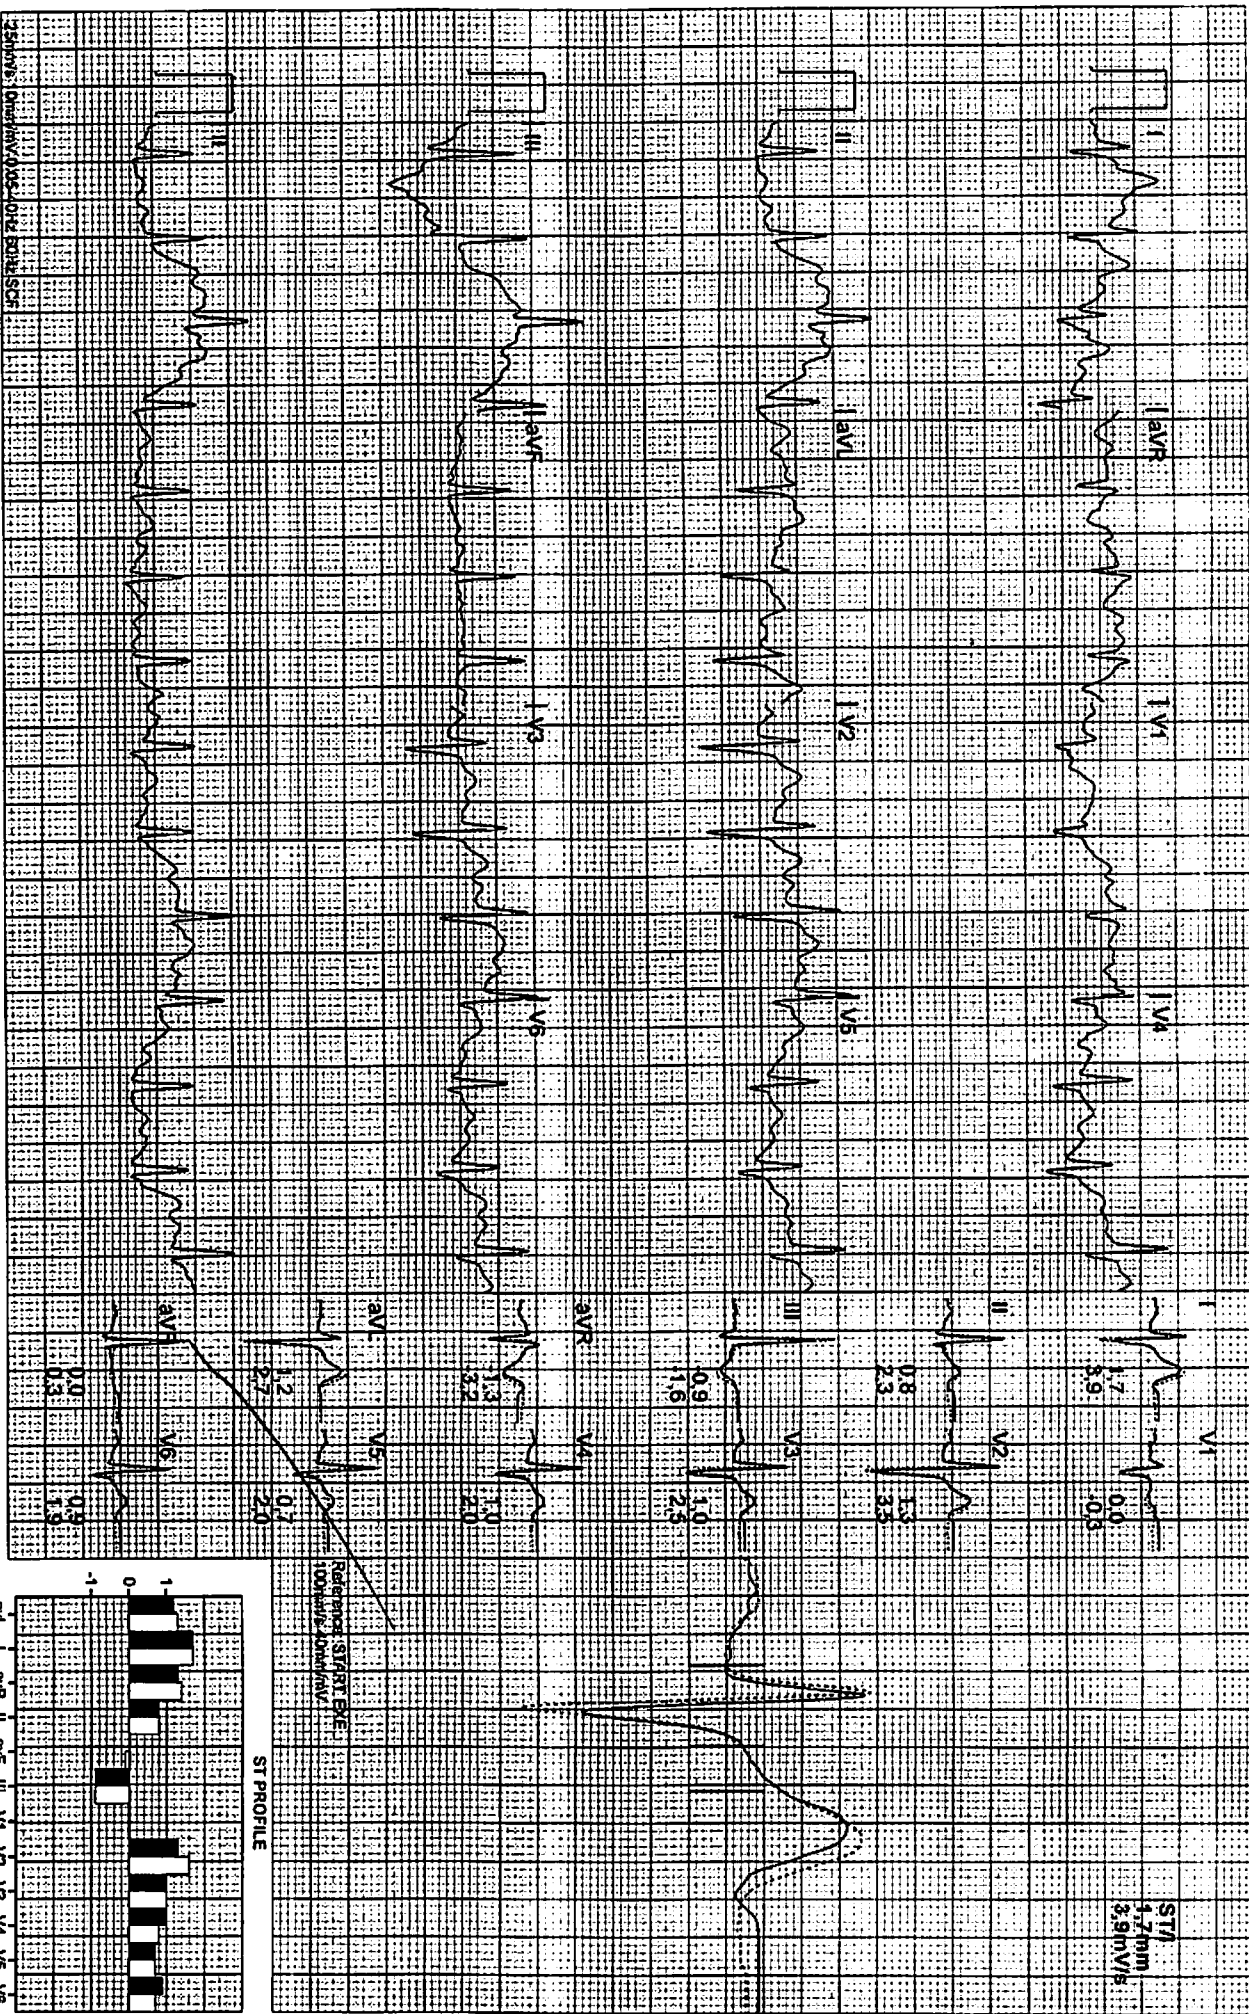 I
aVR
V1
V4
II
aVL
V2
V5
III
aVF
V3
V6
II
25mm/s 10mm/mV 0,05-40Hz 60Hz SCF
I
1,7
3,9
V1
0,0
-0,3
II
0,8
2,3
V2
1,3
3,5
III
-0,9
-1,6
V3
1,0
2,5
aVR
-1,3
-3,2
V4
1,0
2,0
aVL
1,2
2,7
V5
0,7
2,0
aVF
0,0
0,3
V6
0,9
1,9
ST/I
1,7mm
3,9mV/s
Reference START EXE
100mm/s 40mm/mV
ST PROFILE
1
0
-1